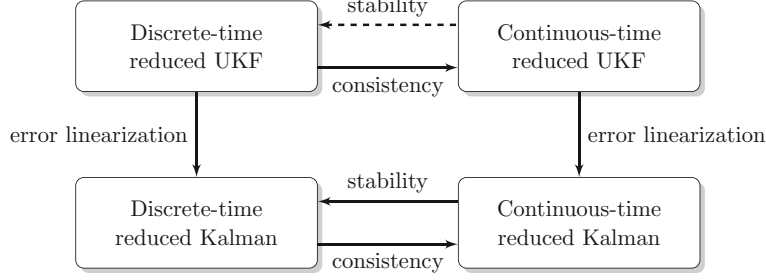 stability
Discrete-time
reduced UKF
Continuous-time
reduced UKF
consistency
error linearization
error linearization
stability
Discrete-time
reduced Kalman
Continuous-time
reduced Kalman
consistency